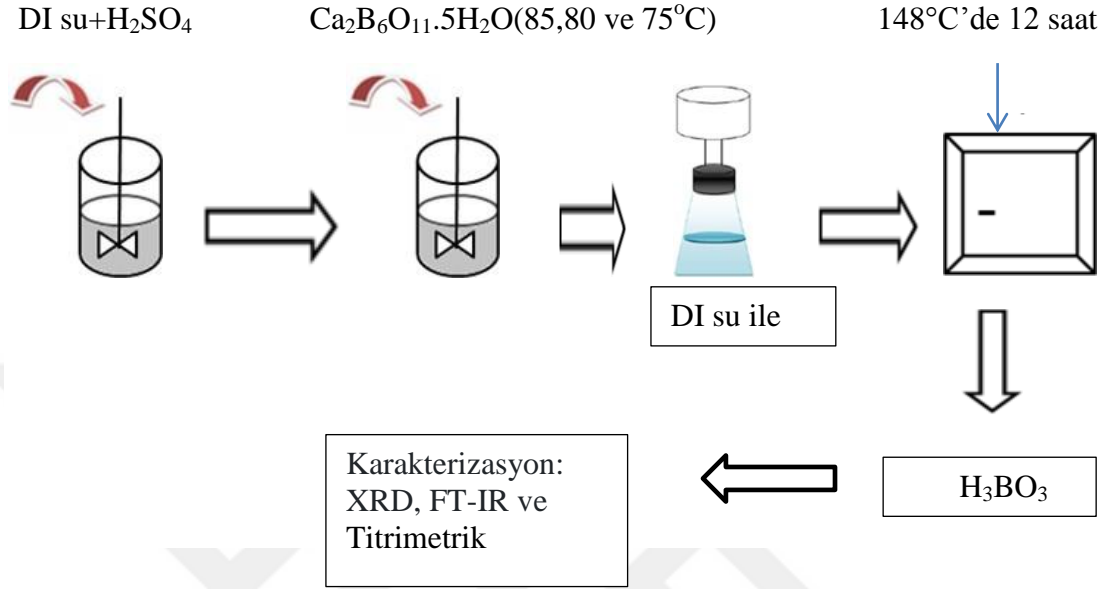 DI su+H₂SO₄
Ca₂B₆O₁₁.5H₂O(85,80 ve 75°C)
148°C’de 12 saat
DI su ile
H₃BO₃
Karakterizasyon:
XRD, FT-IR ve
Titrimetrik